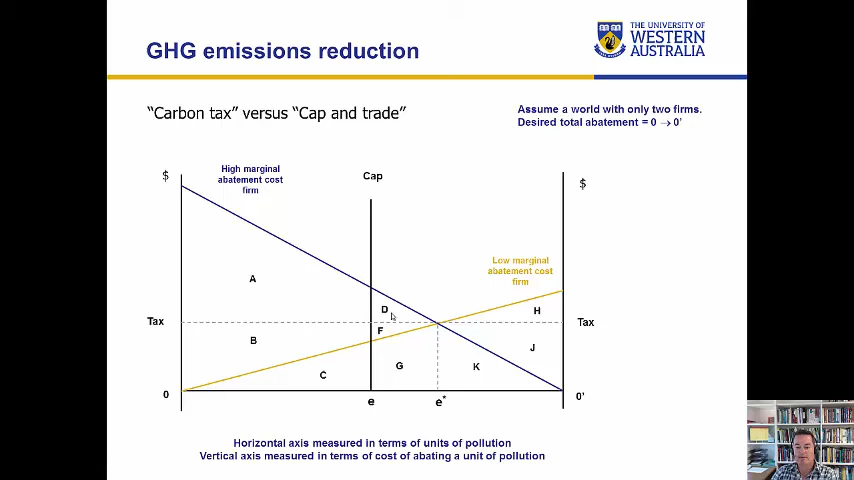 GHG emissions reduction
THE UNIVERSITY OF
WESTERN
AUSTRALIA
“Carbon tax” versus “Cap and trade”
Assume a world with only two firms.
Desired total abatement = 0 → 0’
High marginal
abatement cost
firm
$
Cap
$
Low marginal
abatement cost
firm
A
D
H
Tax
Tax
F
B
J
C
G
K
0
e
e*
0’
Horizontal axis measured in terms of units of pollution
Vertical axis measured in terms of cost of abating a unit of pollution